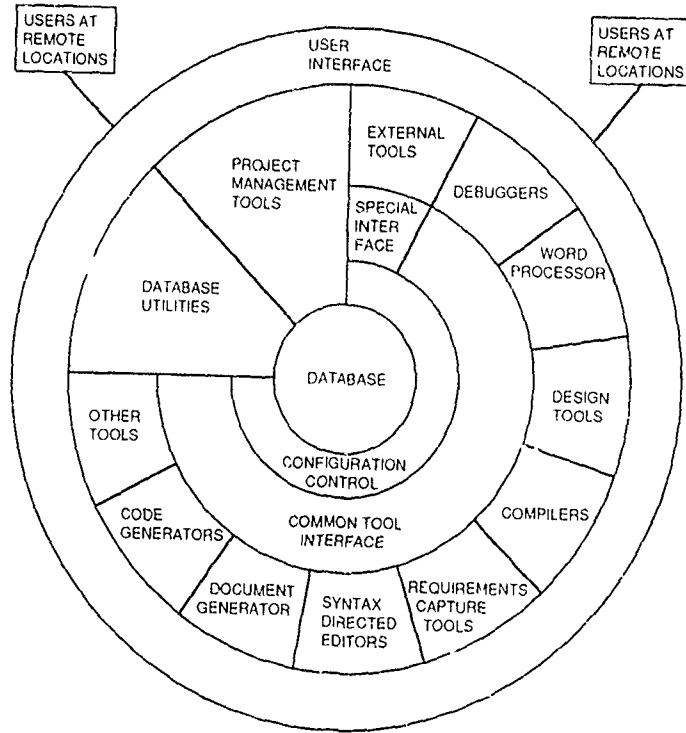 USERS AT
REMOTE
LOCATIONS
USERS AT
REMOTE
LOCATIONS
USER
INTERFACE
EXTERNAL
TOOLS
PROJECT
MANAGEMENT
TOOLS
DEBUGGERS
SPECIAL
INTER
FACE
WORD
PROCESSOR
DATABASE
UTILITIES
DATABASE
DESIGN
TOOLS
OTHER
TOOLS
CONFIGURATION
CONTROL
COMPILERS
CODE
GENERATORS
COMMON TOOL
INTERFACE
DOCUMENT
GENERATOR
SYNTAX
DIRECTED
EDITORS
REQUIREMENTS
CAPTURE
TOOLS